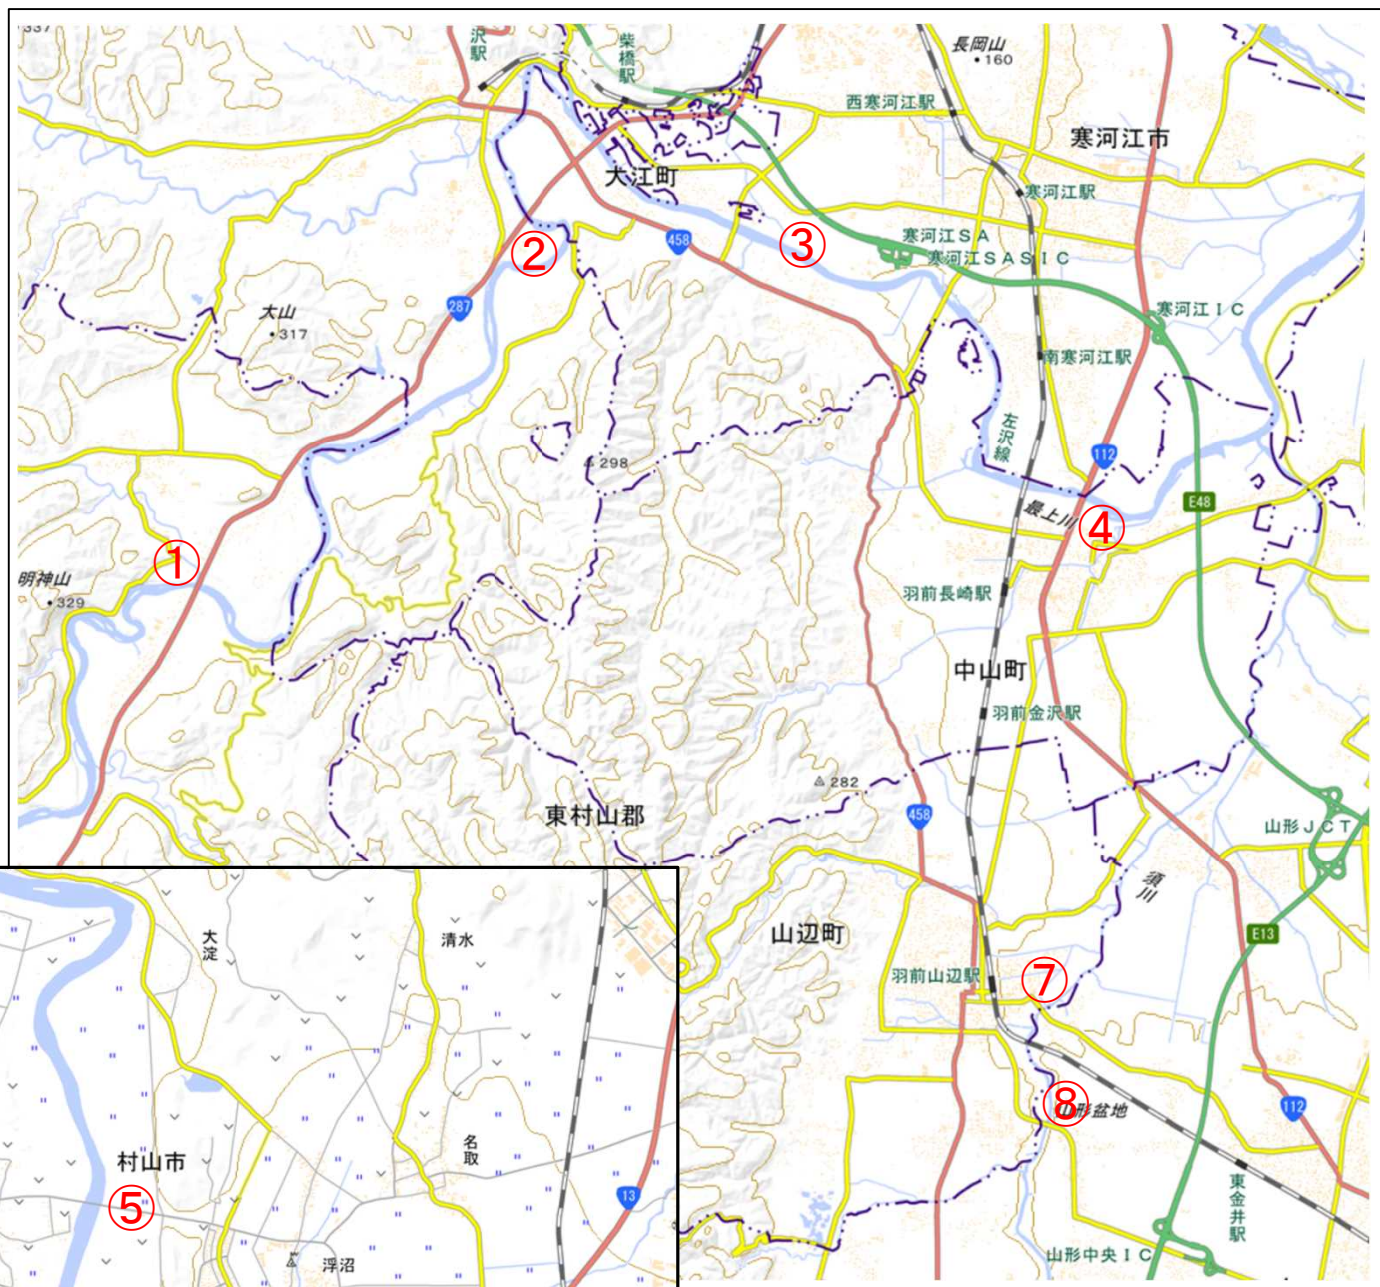 337
沢駅
柴橋駅
長岡山
160
西寒河江駅
寒河江市
大江町
寒河江駅
③
寒河江SA
寒河江SASIC
②
458
287
大山
317
寒河江IC
南寒河江駅
左沢線
112
298
E48
最上川
④
①
明神山
329
羽前長崎駅
中山町
羽前金沢駅
282
東村山郡
458
山形JCT
須川
山辺町
E13
羽前山辺駅
⑦
⑧
山形盆地
112
東金井駅
山形中央IC
大淀
清水
名取
村山市
⑤
13
浮沼